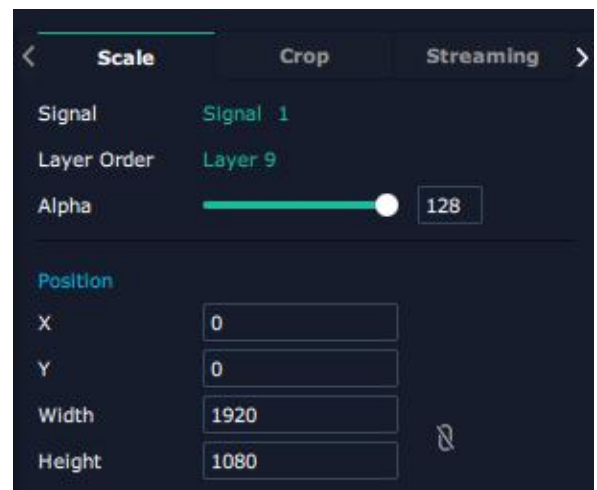 Scale Crop Streaming
Signal Signal 1
Layer Order Layer 9
Alpha 128
Position
X 0
Y 0
Width 1920
Height 1080